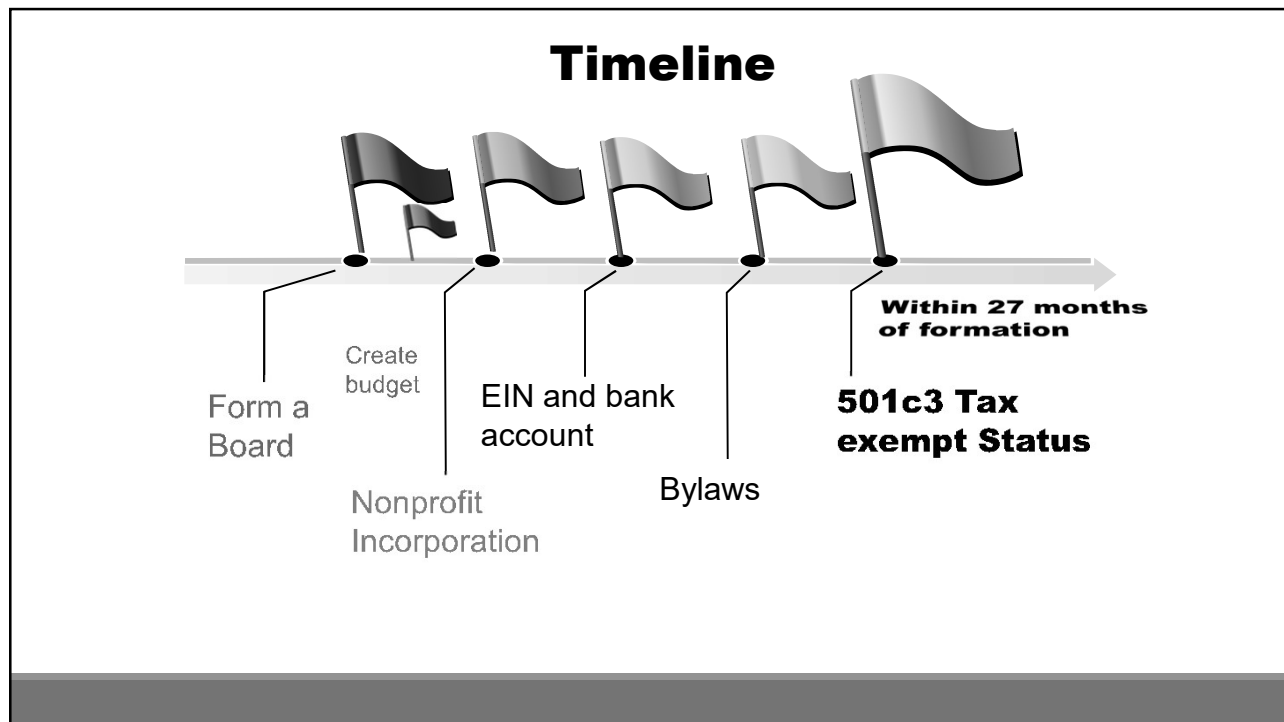 Timeline
Form a
Board
Create
budget
Nonprofit
Incorporation
EIN and bank
account
Bylaws
Within 27 months
of formation
501c3 Tax
exempt Status